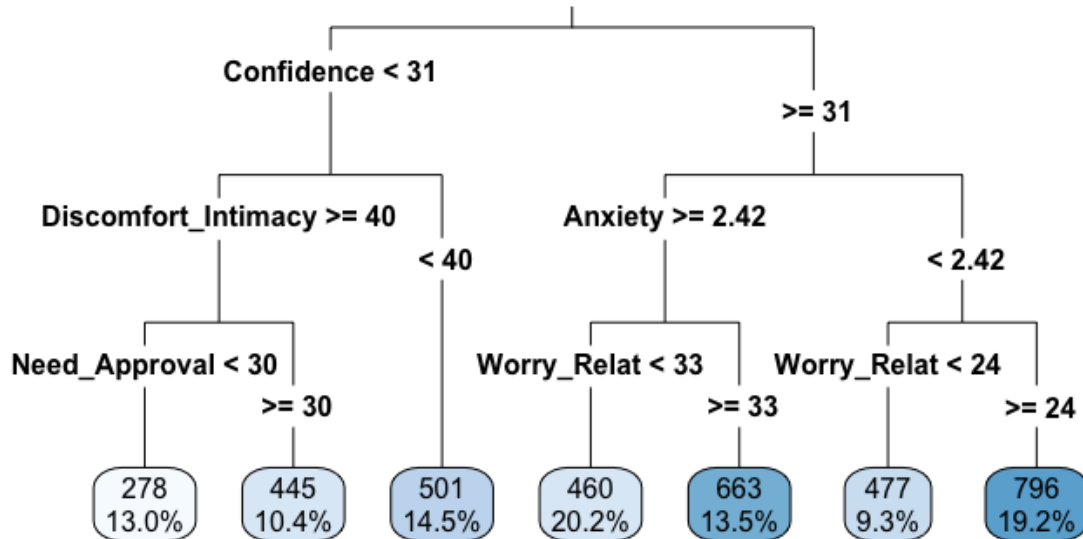 Confidence < 31
>= 31
Discomfort_Intimacy >= 40
Anxiety >= 2.42
< 40
< 2.42
Need_Approval < 30
Worry_Relat < 33
Worry_Relat < 24
>= 30
>= 33
>= 24
278 445 501 460 663 477 796
13.0% 10.4% 14.5% 20.2% 13.5% 9.3% 19.2%